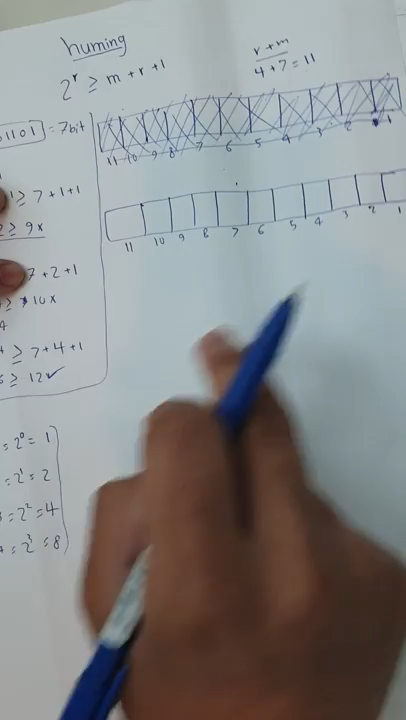 huming
2^r ≥ m + r + 1
r + m
4 + 7 = 11
1101 = 7bit
11 10 9 8 7 6 5 4 3 2 1
≥ 7 + 1 + 1
≥ 9 x
7 + 2 + 1
≥ 10 x
≥ 7 + 4 + 1
≥ 12 ✓
11 10 9 8 7 6 5 4 3 2 1
= 2^0 = 1
= 2^1 = 2
= 2^2 = 4
= 2^3 = 8